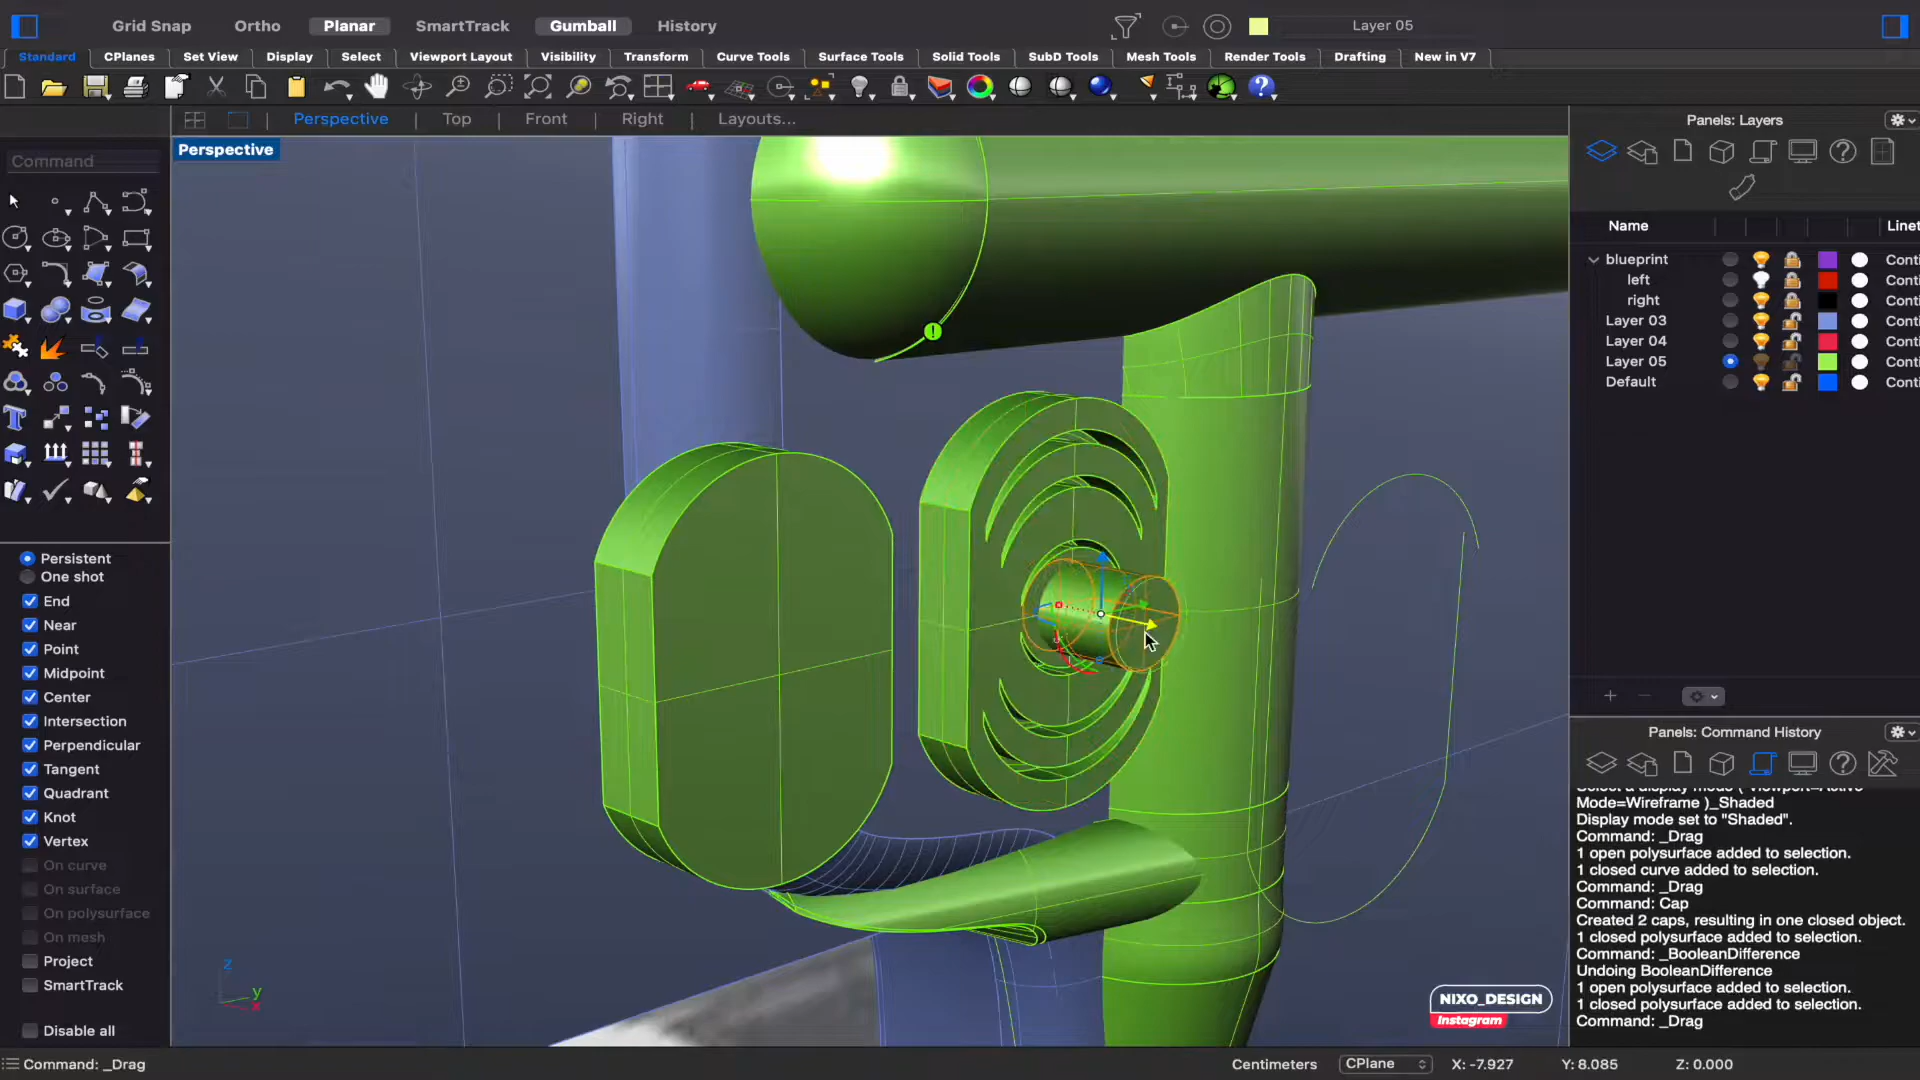 Grid Snap Ortho Planar SmartTrack Gumball History Layer 05
Standard CPlanes Set View Display Select Viewport Layout Visibility Transform Curve Tools Surface Tools Solid Tools SubD Tools Mesh Tools Render Tools Drafting New in V7
Perspective Top Front Right Layouts...
Perspective
Command
Persistent
One shot
End
Near
Point
Midpoint
Center
Intersection
Perpendicular
Tangent
Quadrant
Knot
Vertex
On curve
On surface
On polysurface
On mesh
Project
SmartTrack
Disable all
z
y
x
NIXO_DESIGN
Instagram
Panels: Layers
Name Linet
blueprint Conti
left Conti
right Conti
Layer 03 Conti
Layer 04 Conti
Layer 05 Conti
Default Conti
Panels: Command History
Mode=Wireframe )_Shaded
Display mode set to "Shaded".
Command: _Drag
1 open polysurface added to selection.
1 closed curve added to selection.
Command: _Drag
Command: Cap
Created 2 caps, resulting in one closed object.
1 closed polysurface added to selection.
Command: _BooleanDifference
Undoing BooleanDifference
1 open polysurface added to selection.
1 closed polysurface added to selection.
Command: _Drag
Command: _Drag Centimeters CPlane X: -7.927 Y: 8.085 Z: 0.000